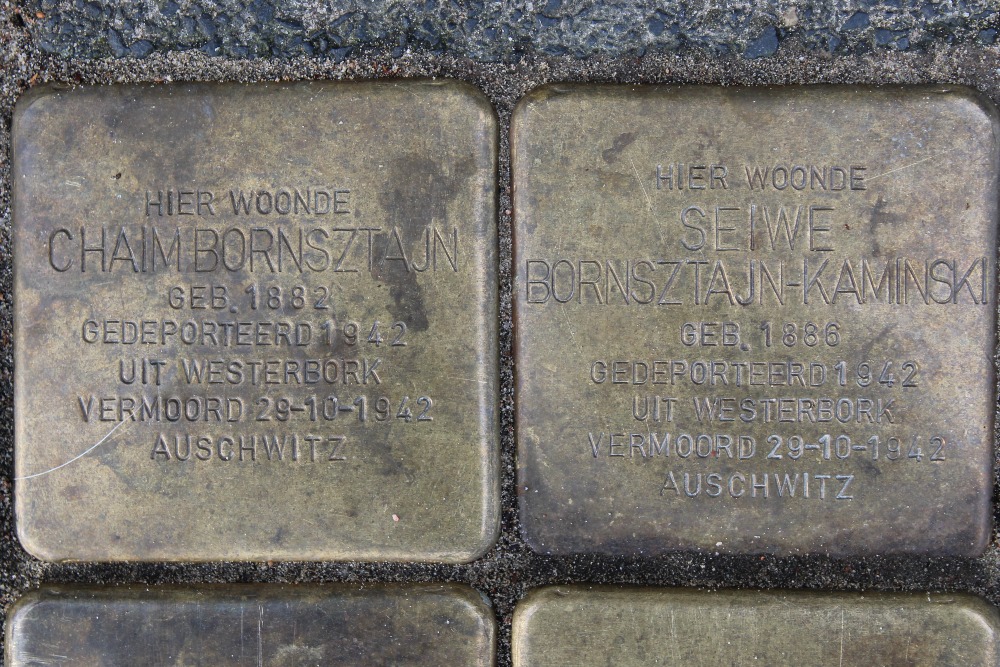 HIER WOONDE
CHAIM BORNSZTAJN
GEB. 1882
GEDEPORTEERD 1942
UIT WESTERBORK
VERMOORD 29-10-1942
AUSCHWITZ
HIER WOONDE
SEIWE
BORNSZTAJN-KAMINSKI
GEB. 1886
GEDEPORTEERD 1942
UIT WESTERBORK
VERMOORD 29-10-1942
AUSCHWITZ